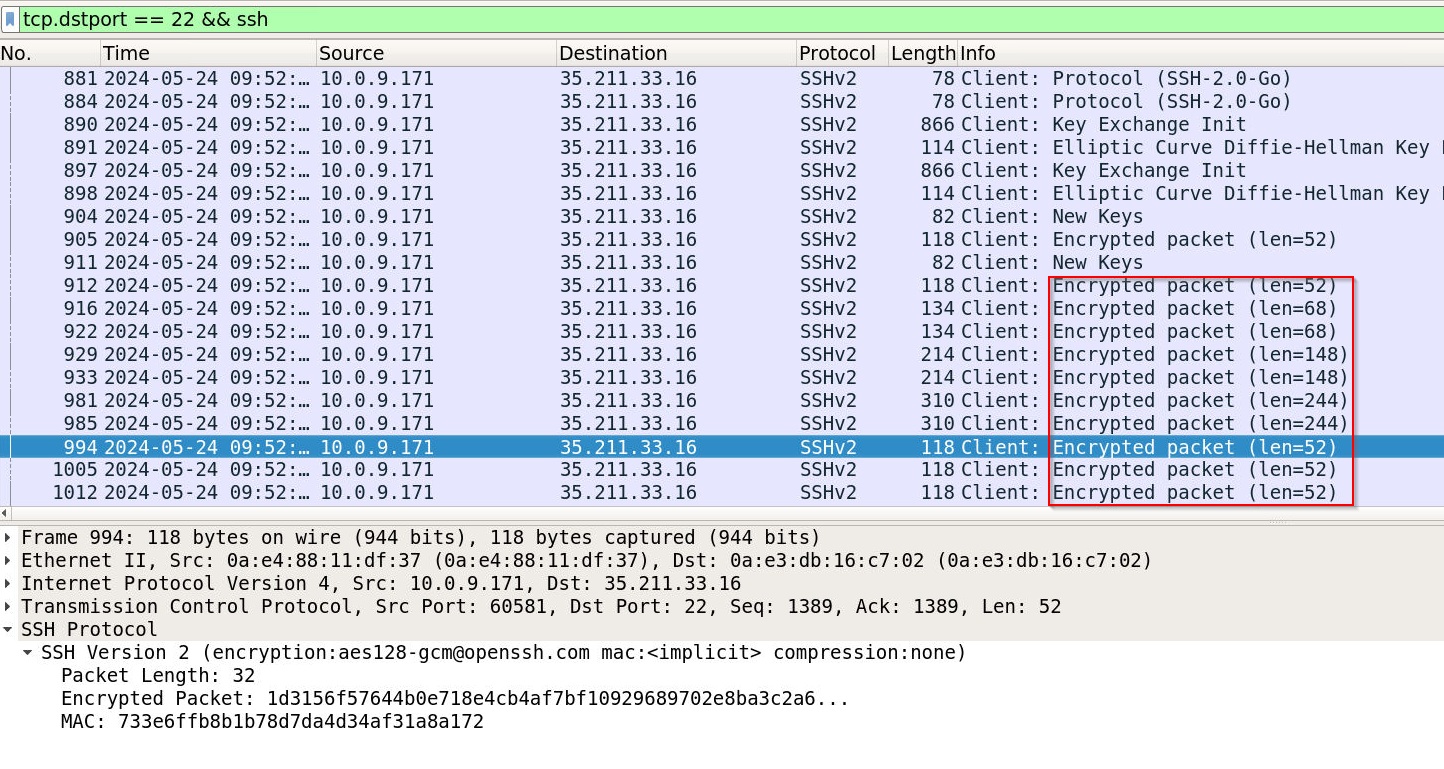 tcp.dstport == 22 && ssh
No. Time Source Destination Protocol Length Info
881 2024-05-24 09:52:… 10.0.9.171 35.211.33.16 SSHv2 78 Client: Protocol (SSH-2.0-Go)
884 2024-05-24 09:52:… 10.0.9.171 35.211.33.16 SSHv2 78 Client: Protocol (SSH-2.0-Go)
890 2024-05-24 09:52:… 10.0.9.171 35.211.33.16 SSHv2 866 Client: Key Exchange Init
891 2024-05-24 09:52:… 10.0.9.171 35.211.33.16 SSHv2 114 Client: Elliptic Curve Diffie-Hellman Key
897 2024-05-24 09:52:… 10.0.9.171 35.211.33.16 SSHv2 866 Client: Key Exchange Init
898 2024-05-24 09:52:… 10.0.9.171 35.211.33.16 SSHv2 114 Client: Elliptic Curve Diffie-Hellman Key
904 2024-05-24 09:52:… 10.0.9.171 35.211.33.16 SSHv2 82 Client: New Keys
905 2024-05-24 09:52:… 10.0.9.171 35.211.33.16 SSHv2 118 Client: Encrypted packet (len=52)
911 2024-05-24 09:52:… 10.0.9.171 35.211.33.16 SSHv2 82 Client: New Keys
912 2024-05-24 09:52:… 10.0.9.171 35.211.33.16 SSHv2 118 Client: Encrypted packet (len=52)
916 2024-05-24 09:52:… 10.0.9.171 35.211.33.16 SSHv2 134 Client: Encrypted packet (len=68)
922 2024-05-24 09:52:… 10.0.9.171 35.211.33.16 SSHv2 134 Client: Encrypted packet (len=68)
929 2024-05-24 09:52:… 10.0.9.171 35.211.33.16 SSHv2 214 Client: Encrypted packet (len=148)
933 2024-05-24 09:52:… 10.0.9.171 35.211.33.16 SSHv2 214 Client: Encrypted packet (len=148)
981 2024-05-24 09:52:… 10.0.9.171 35.211.33.16 SSHv2 310 Client: Encrypted packet (len=244)
985 2024-05-24 09:52:… 10.0.9.171 35.211.33.16 SSHv2 310 Client: Encrypted packet (len=244)
994 2024-05-24 09:52:… 10.0.9.171 35.211.33.16 SSHv2 118 Client: Encrypted packet (len=52)
1005 2024-05-24 09:52:… 10.0.9.171 35.211.33.16 SSHv2 118 Client: Encrypted packet (len=52)
1012 2024-05-24 09:52:… 10.0.9.171 35.211.33.16 SSHv2 118 Client: Encrypted packet (len=52)
Frame 994: 118 bytes on wire (944 bits), 118 bytes captured (944 bits)
Ethernet II, Src: 0a:e4:88:11:df:37 (0a:e4:88:11:df:37), Dst: 0a:e3:db:16:c7:02 (0a:e3:db:16:c7:02)
Internet Protocol Version 4, Src: 10.0.9.171, Dst: 35.211.33.16
Transmission Control Protocol, Src Port: 60581, Dst Port: 22, Seq: 1389, Ack: 1389, Len: 52
SSH Protocol
SSH Version 2 (encryption:aes128-gcm@openssh.com mac:<implicit> compression:none)
Packet Length: 32
Encrypted Packet: 1d3156f57644b0e718e4cb4af7bf10929689702e8ba3c2a6...
MAC: 733e6ffb8b1b78d7da4d34af31a8a172